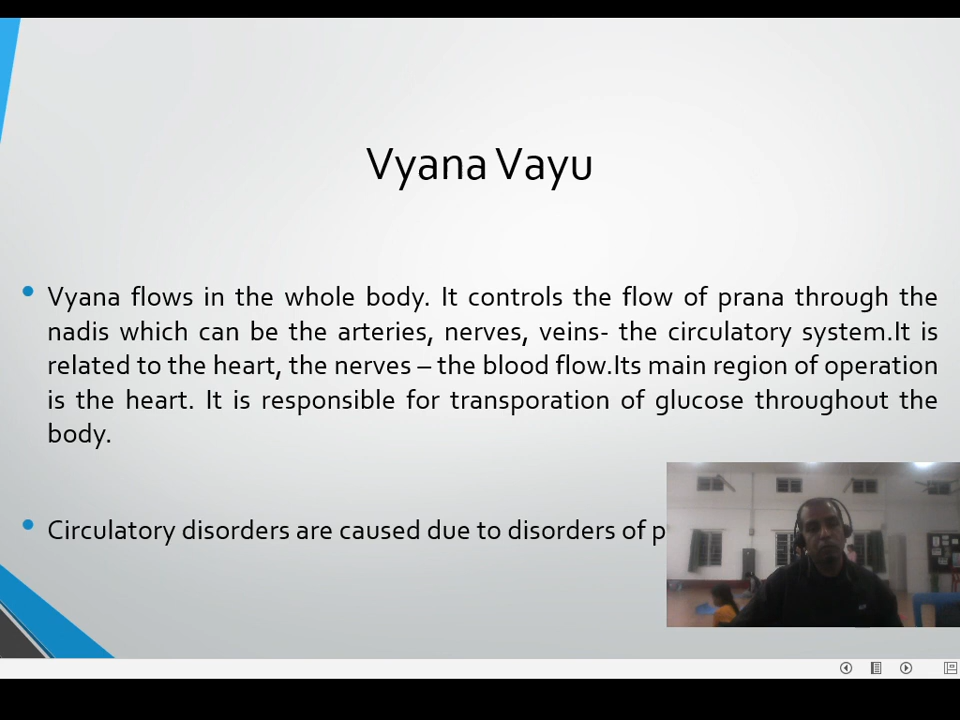 Vyana Vayu
Vyana flows in the whole body. It controls the flow of prana through the
nadis which can be the arteries, nerves, veins- the circulatory system.It is
related to the heart, the nerves – the blood flow.Its main region of operation
is the heart. It is responsible for transporation of glucose throughout the
body.
Circulatory disorders are caused due to disorders of